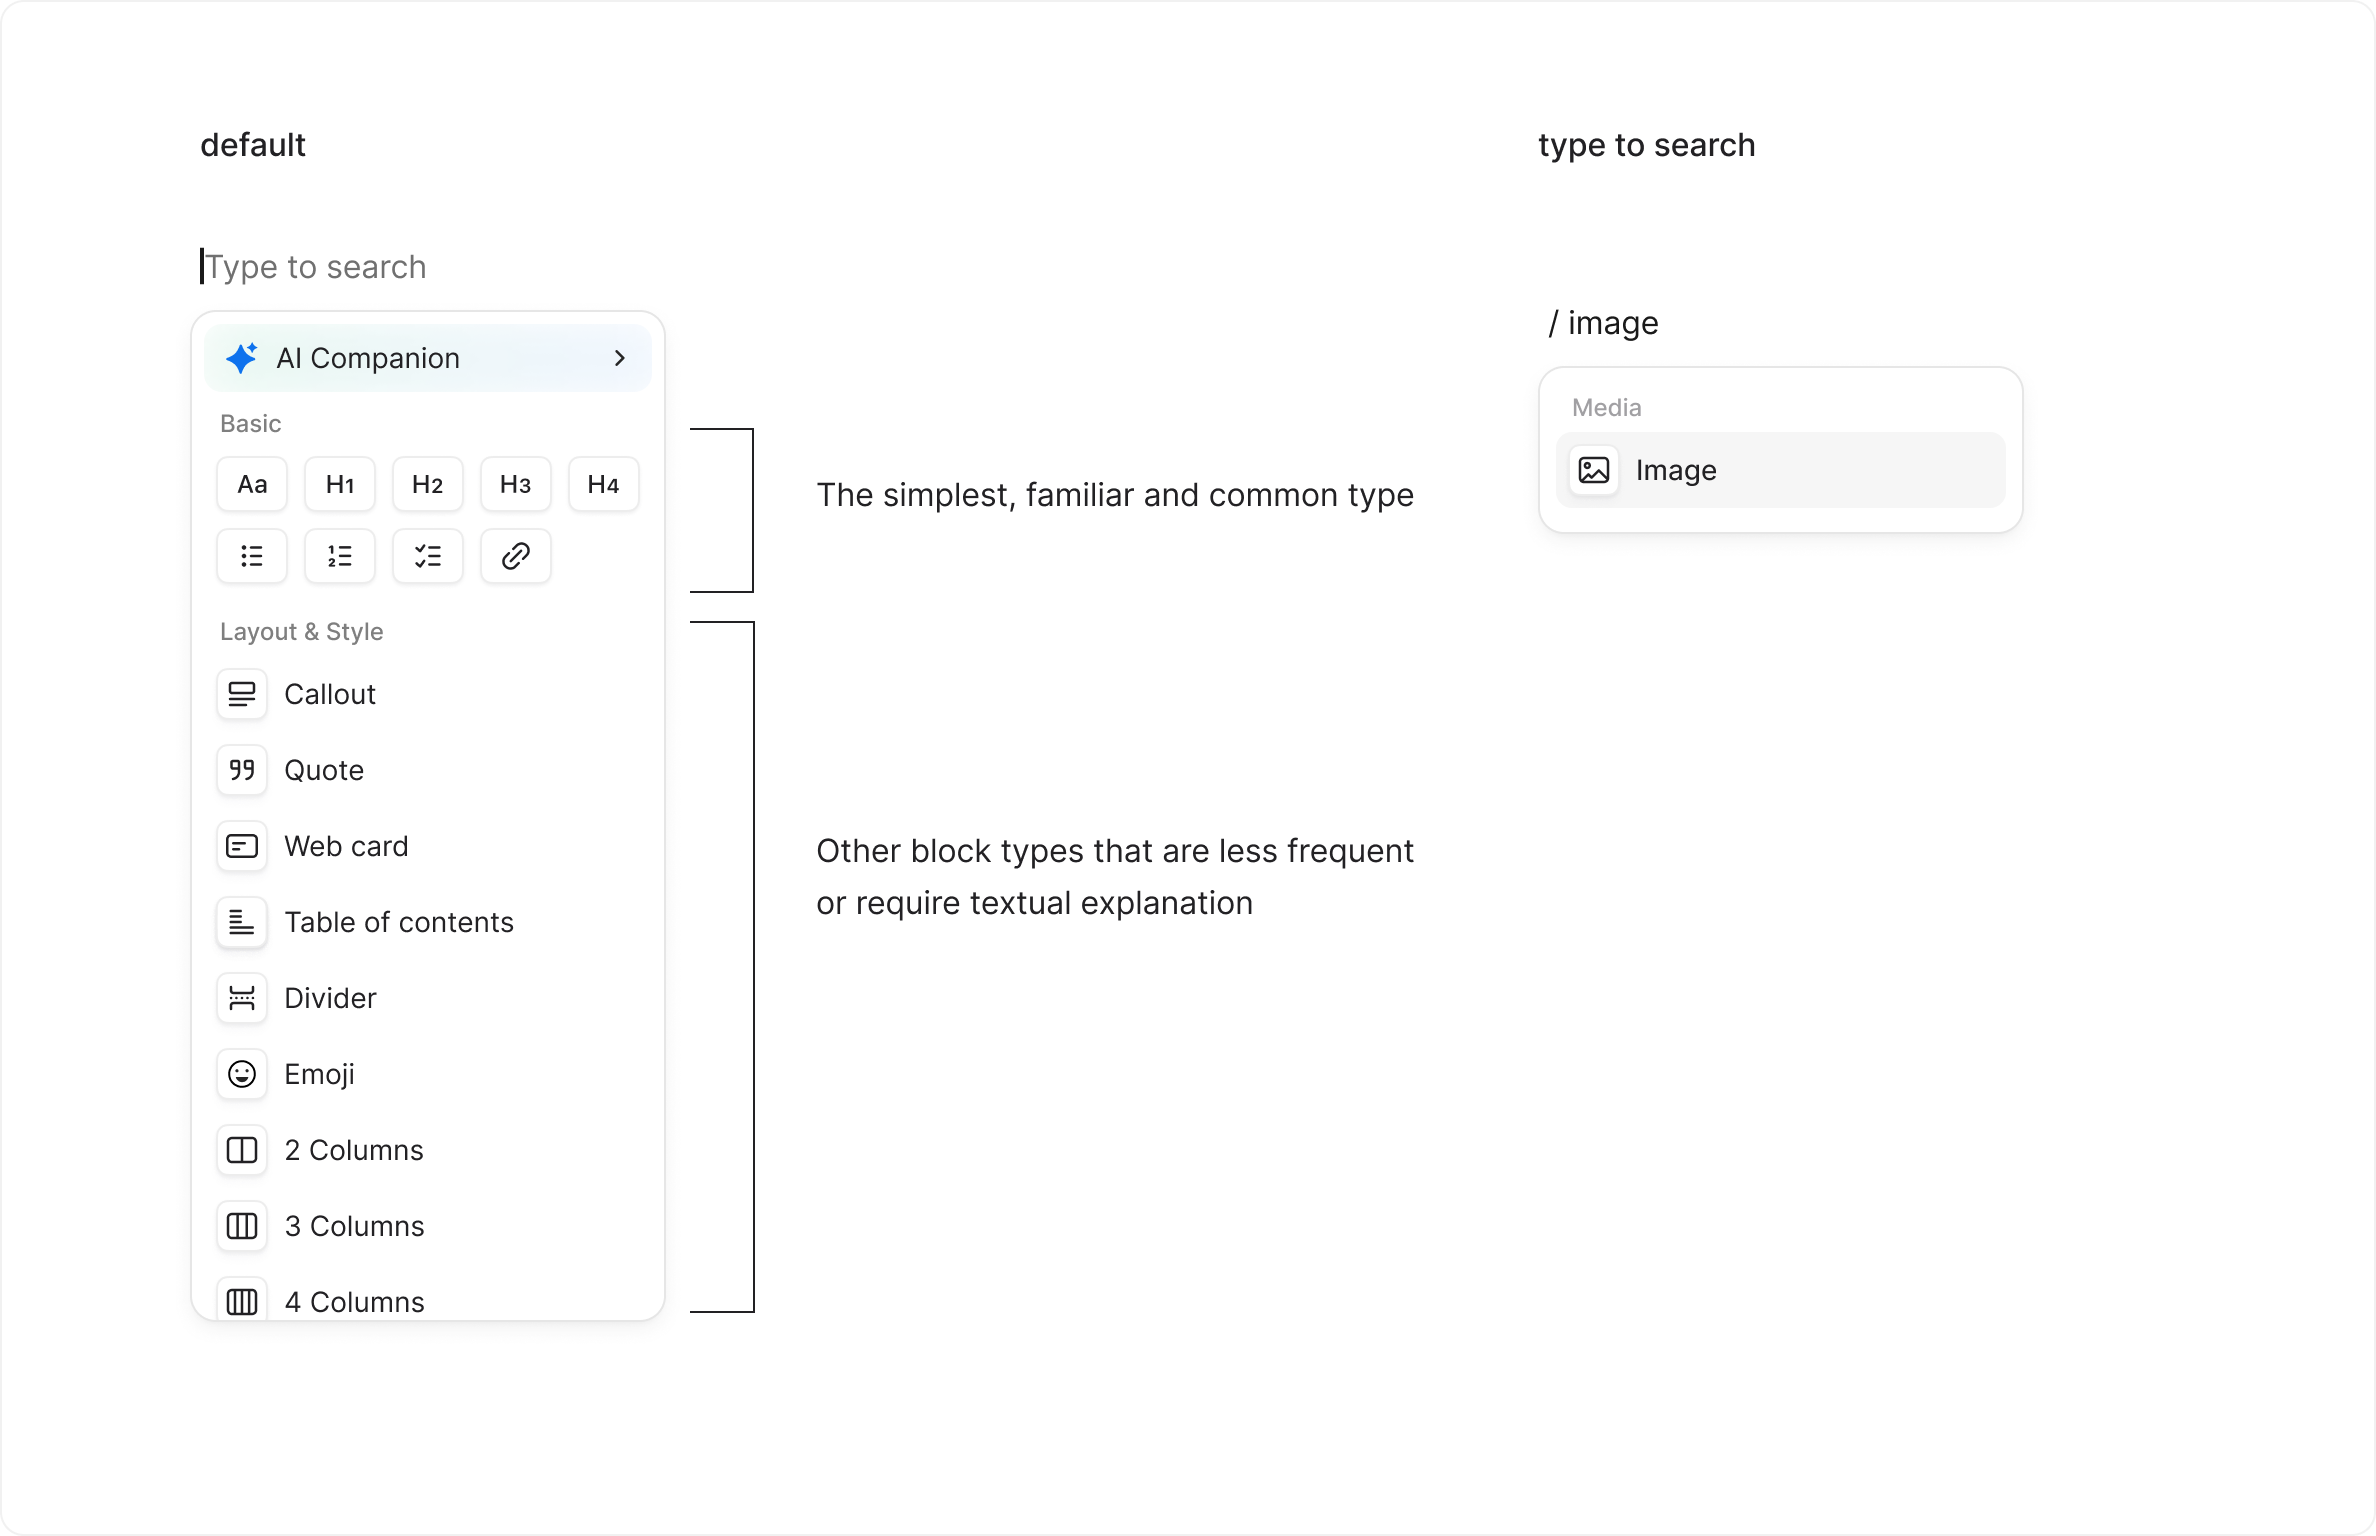 default
Type to search
AI Companion
Basic
Aa H1 H2 H3 H4
Layout & Style
Callout
Quote
Web card
Table of contents
Divider
Emoji
2 Columns
3 Columns
4 Columns
The simplest, familiar and common type
Other block types that are less frequent
or require textual explanation
type to search
/ image
Media
Image